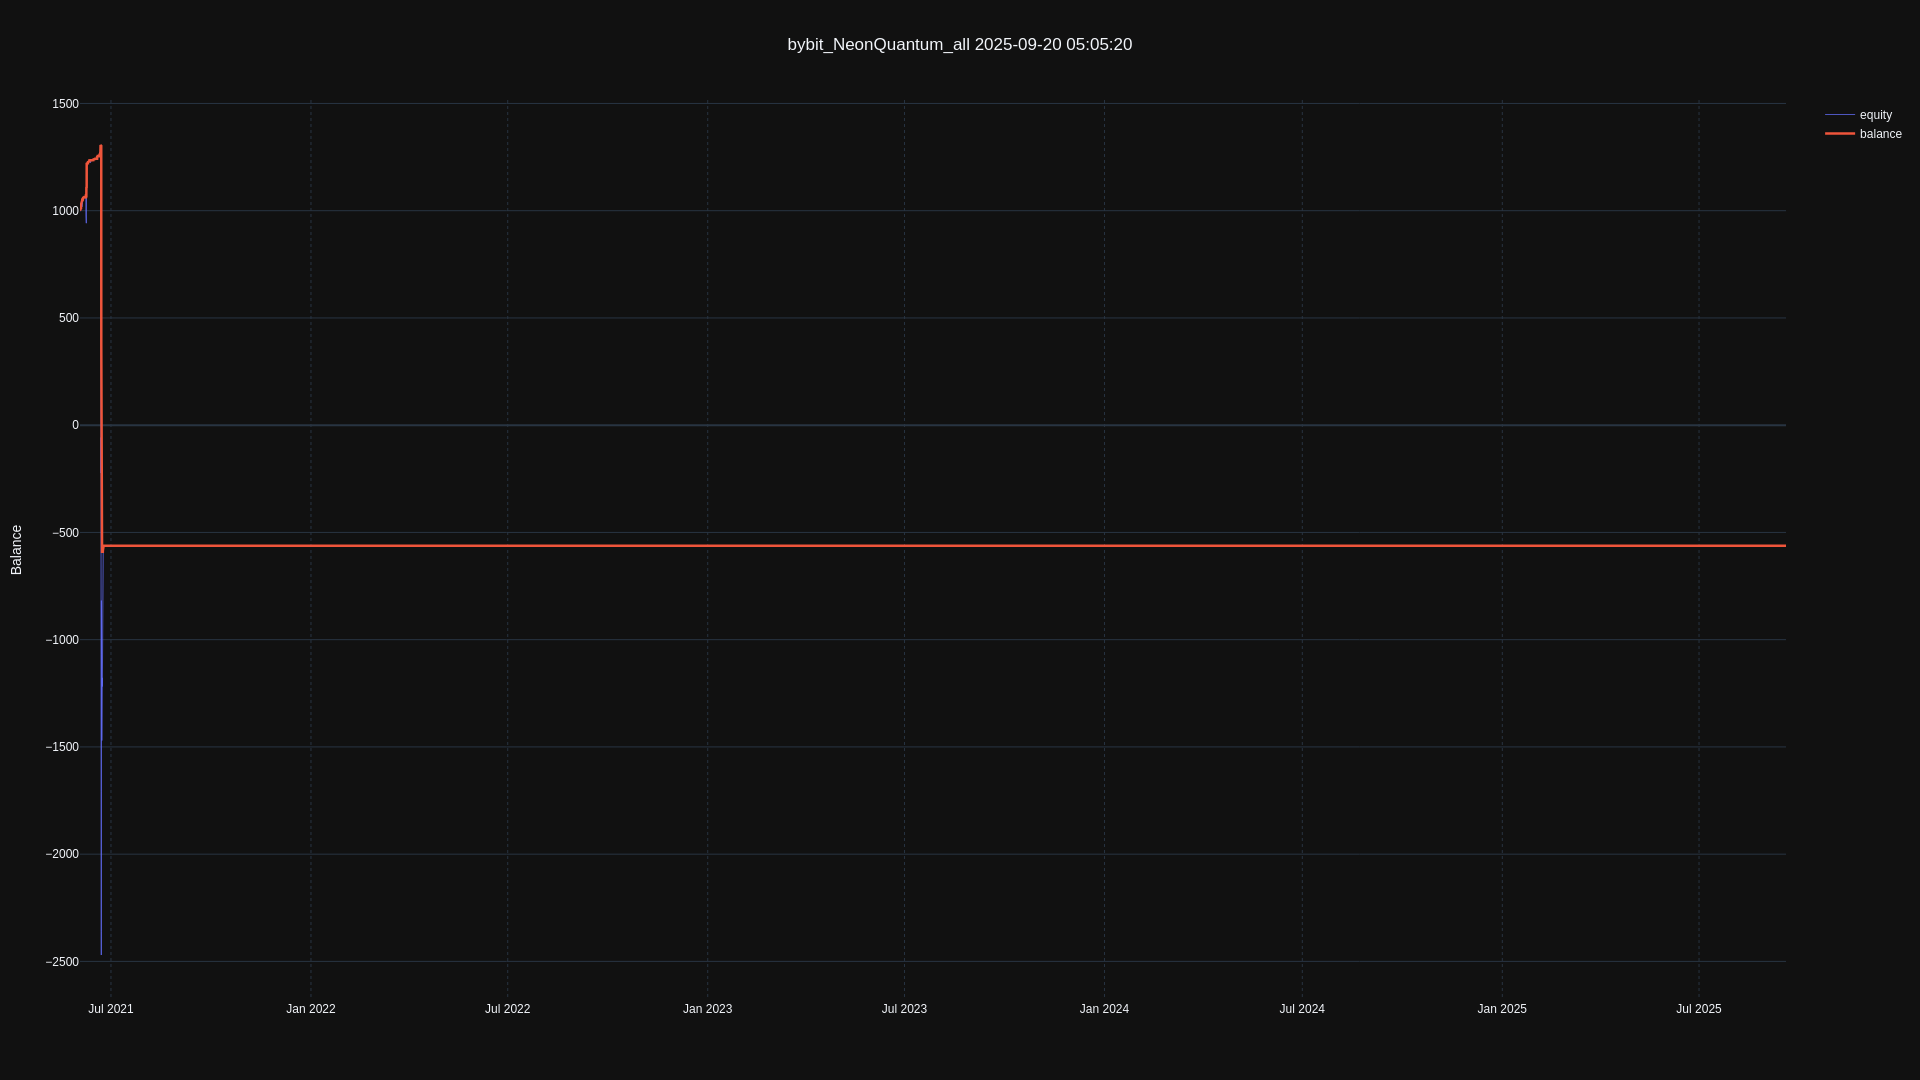 bybit_NeonQuantum_all 2025-09-20 05:05:20
equity
balance
Balance
1500
1000
500
0
−500
−1000
−1500
−2000
−2500
Jul 2021
Jan 2022
Jul 2022
Jan 2023
Jul 2023
Jan 2024
Jul 2024
Jan 2025
Jul 2025